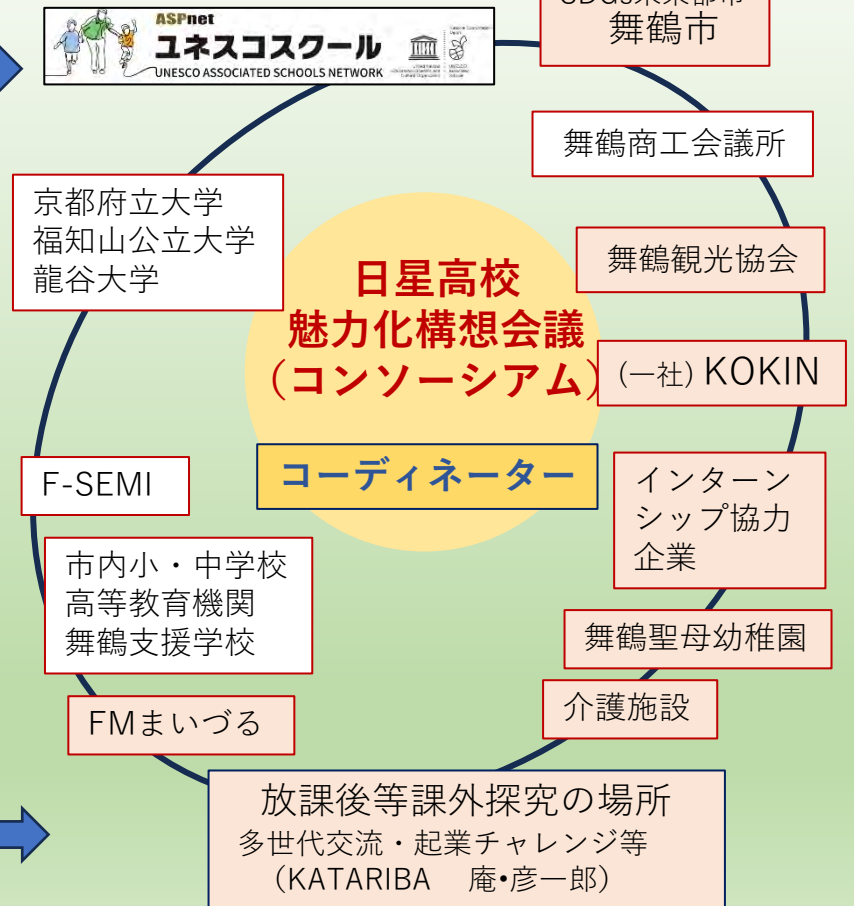 ASPnet
ユネスコスクール
UNESCO ASSOCIATED SCHOOLS NETWORK
舞鶴市
舞鶴商工会議所
京都府立大学
福知山公立大学
龍谷大学
舞鶴観光協会
日星高校
魅力化構想会議
（コンソーシアム）
(一社) KOKIN
コーディネーター
F-SEMI
インターン
シップ協力
企業
市内小・中学校
高等教育機関
舞鶴支援学校
舞鶴聖母幼稚園
介護施設
FMまいづる
放課後等課外探究の場所
多世代交流・起業チャレンジ等
（KATARIBA　庵•彦一郎）